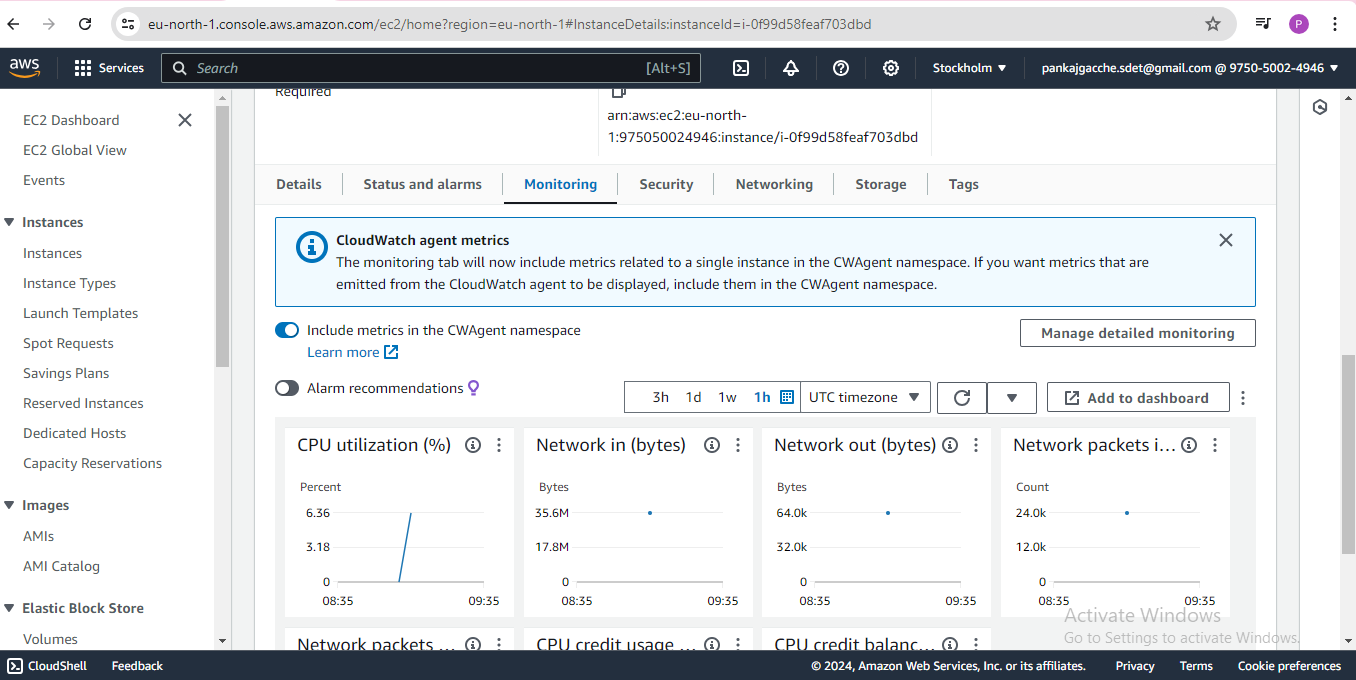 eu-north-1.console.aws.amazon.com/ec2/home?region=eu-north-1#InstanceDetails:instanceId=i-0f99d58feaf703dbd
P
aws
Services
Search
[Alt+S]
Stockholm
pankajgacche.sdet@gmail.com @ 9750-5002-4946
EC2 Dashboard
EC2 Global View
Events
Instances
Instances
Instance Types
Launch Templates
Spot Requests
Savings Plans
Reserved Instances
Dedicated Hosts
Capacity Reservations
Images
AMIs
AMI Catalog
Elastic Block Store
Volumes
Required
arn:aws:ec2:eu-north-
1:975050024946:instance/i-0f99d58feaf703dbd
Details
Status and alarms
Monitoring
Security
Networking
Storage
Tags
CloudWatch agent metrics
The monitoring tab will now include metrics related to a single instance in the CWAgent namespace. If you want metrics that are
emitted from the CloudWatch agent to be displayed, include them in the CWAgent namespace.
Include metrics in the CWAgent namespace
Learn more
Manage detailed monitoring
Alarm recommendations
3h 1d 1w 1h
UTC timezone
Add to dashboard
CPU utilization (%)
Percent
6.36
3.18
0
08:35 09:35
Network in (bytes)
Bytes
35.6M
17.8M
0
08:35 09:35
Network out (bytes)
Bytes
64.0k
32.0k
0
08:35 09:35
Network packets i...
Count
24.0k
12.0k
0
08:35 09:35
Network packets ...
CPU credit usage ...
CPU credit balanc...
Activate Windows
Go to Settings to activate Windows.
CloudShell
Feedback
© 2024, Amazon Web Services, Inc. or its affiliates.
Privacy
Terms
Cookie preferences